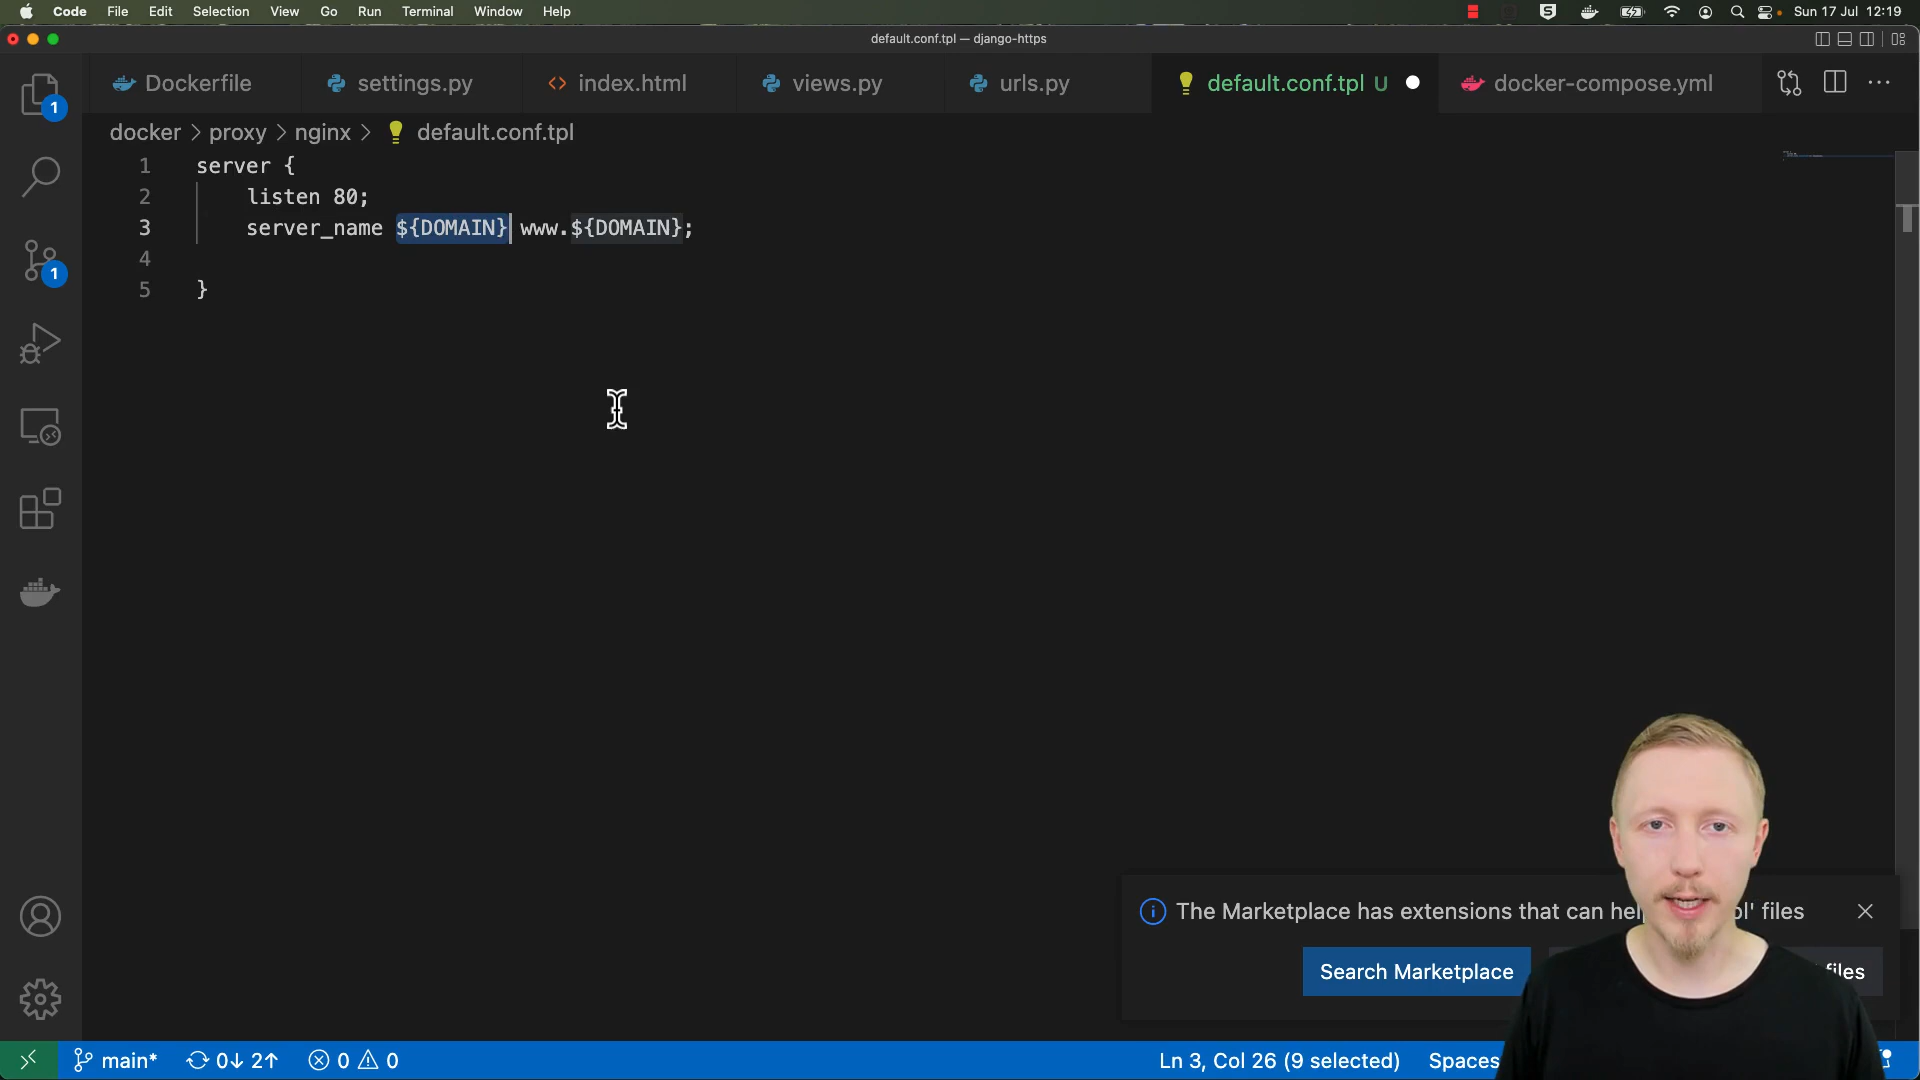 Code File Edit Selection View Go Run Terminal Window Help Sun 17 Jul 12:19
default.conf.tpl — django-https
1 Dockerfile settings.py index.html views.py urls.py default.conf.tpl U docker-compose.yml
docker > proxy > nginx > default.conf.tpl
1 server {
2 listen 80;
3 server_name ${DOMAIN} www.${DOMAIN};
4
5 }
1
The Marketplace has extensions that can files
Search Marketplace files
main* 0↓ 2↑ 0 0 Ln 3, Col 26 (9 selected) Spaces